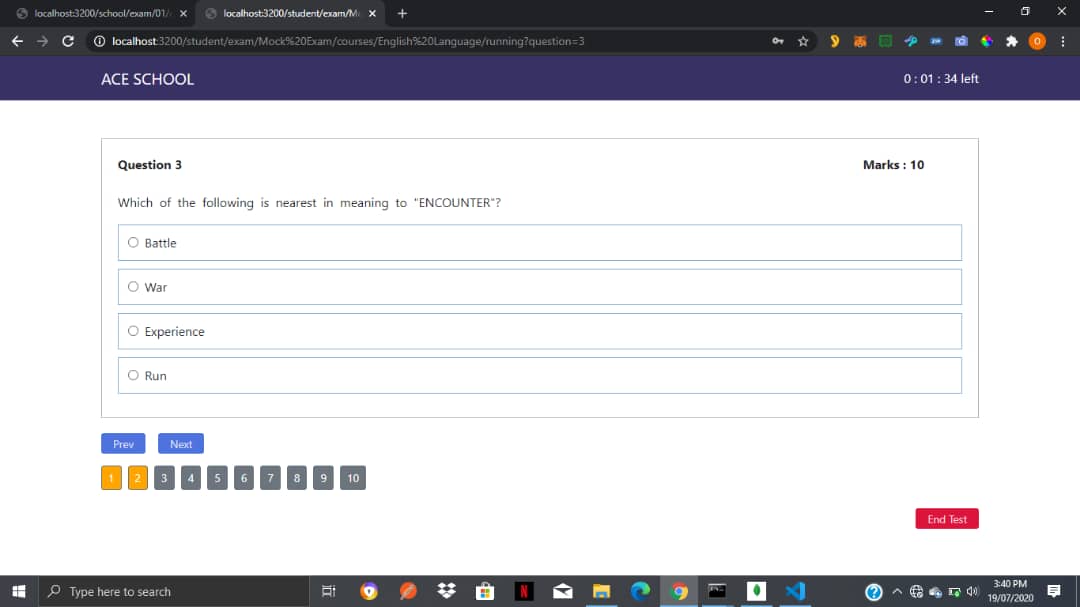 localhost:3200/school/exam/01/
localhost:3200/student/exam/M
localhost:3200/student/exam/Mock%20Exam/courses/English%20Language/running?question=3
ACE SCHOOL
0 : 01 : 34 left
Question 3
Marks : 10
Which of the following is nearest in meaning to "ENCOUNTER"?
Battle
War
Experience
Run
Prev Next
1 2 3 4 5 6 7 8 9 10
End Test
Type here to search
3:40 PM
19/07/2020